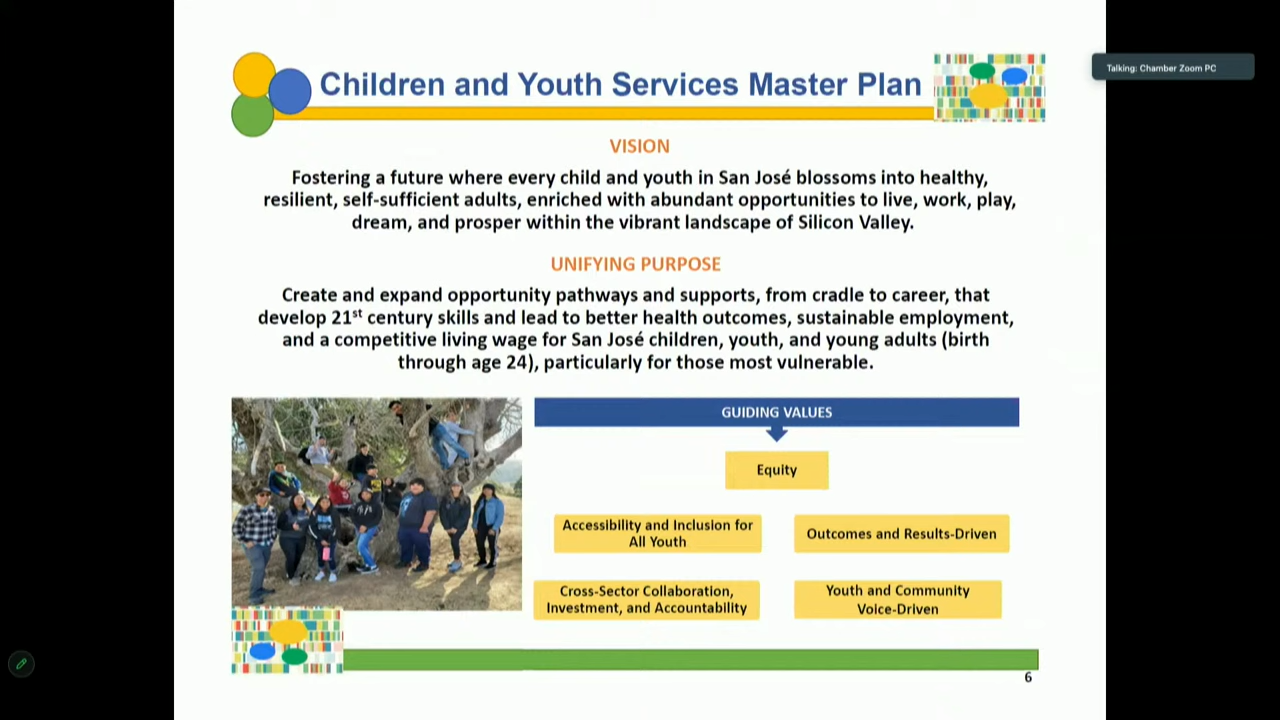 Children and Youth Services Master Plan
Talking: Chamber Zoom PC
VISION
Fostering a future where every child and youth in San José blossoms into healthy,
resilient, self-sufficient adults, enriched with abundant opportunities to live, work, play,
dream, and prosper within the vibrant landscape of Silicon Valley.
UNIFYING PURPOSE
Create and expand opportunity pathways and supports, from cradle to career, that
develop 21st century skills and lead to better health outcomes, sustainable employment,
and a competitive living wage for San José children, youth, and young adults (birth
through age 24), particularly for those most vulnerable.
GUIDING VALUES
Equity
Accessibility and Inclusion for
All Youth
Outcomes and Results-Driven
Cross-Sector Collaboration,
Investment, and Accountability
Youth and Community
Voice-Driven
6